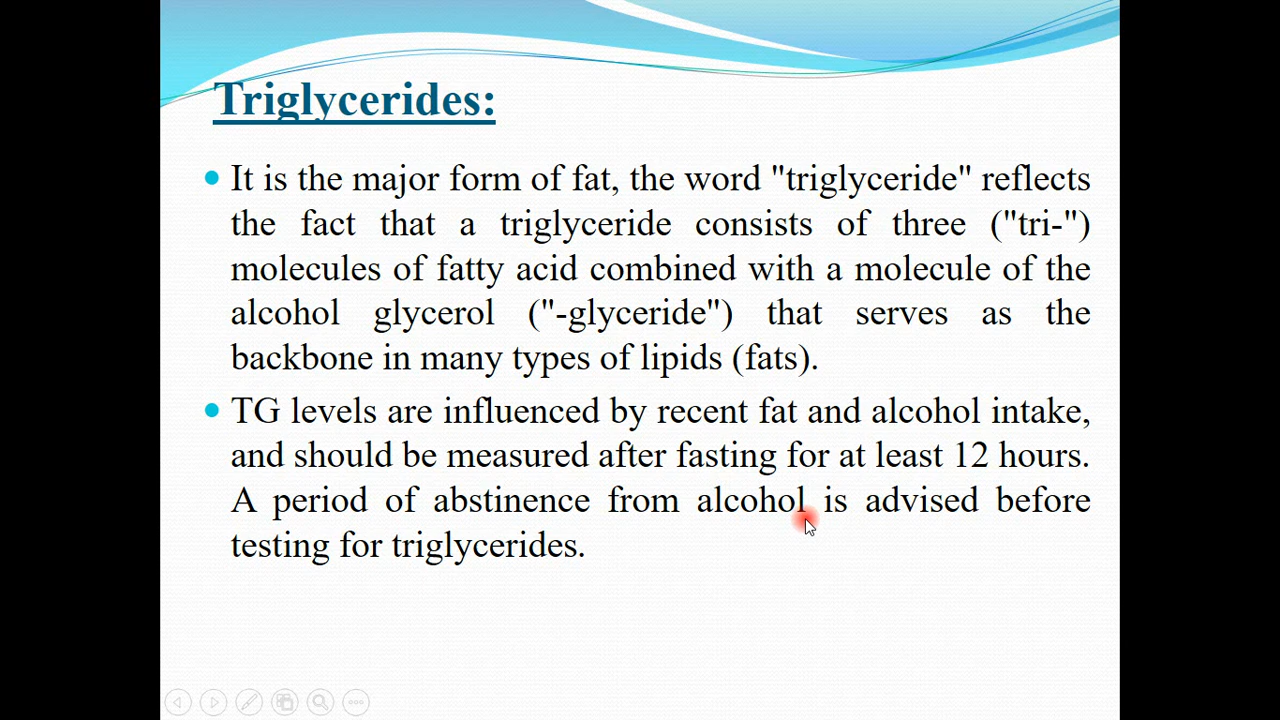 Triglycerides:
It is the major form of fat, the word "triglyceride" reflects
the fact that a triglyceride consists of three ("tri-")
molecules of fatty acid combined with a molecule of the
alcohol glycerol ("-glyceride") that serves as the
backbone in many types of lipids (fats).
TG levels are influenced by recent fat and alcohol intake,
and should be measured after fasting for at least 12 hours.
A period of abstinence from alcohol is advised before
testing for triglycerides.